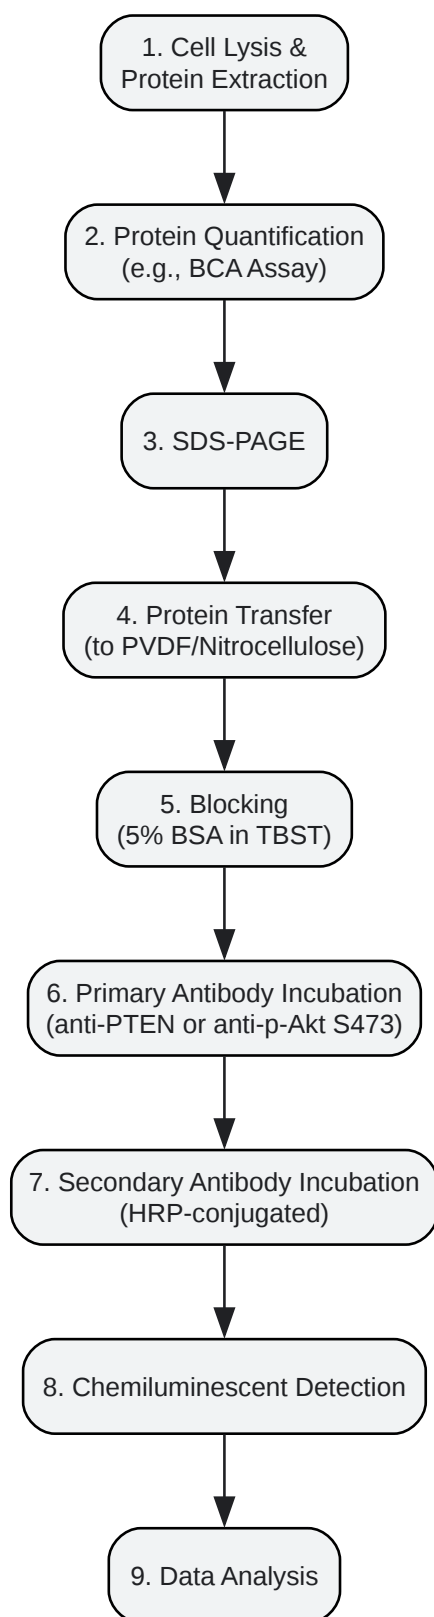 1. Cell Lysis &
Protein Extraction
2. Protein Quantification
(e.g., BCA Assay)
3. SDS-PAGE
4. Protein Transfer
(to PVDF/Nitrocellulose)
5. Blocking
(5% BSA in TBST)
6. Primary Antibody Incubation
(anti-PTEN or anti-p-Akt S473)
7. Secondary Antibody Incubation
(HRP-conjugated)
8. Chemiluminescent Detection
9. Data Analysis